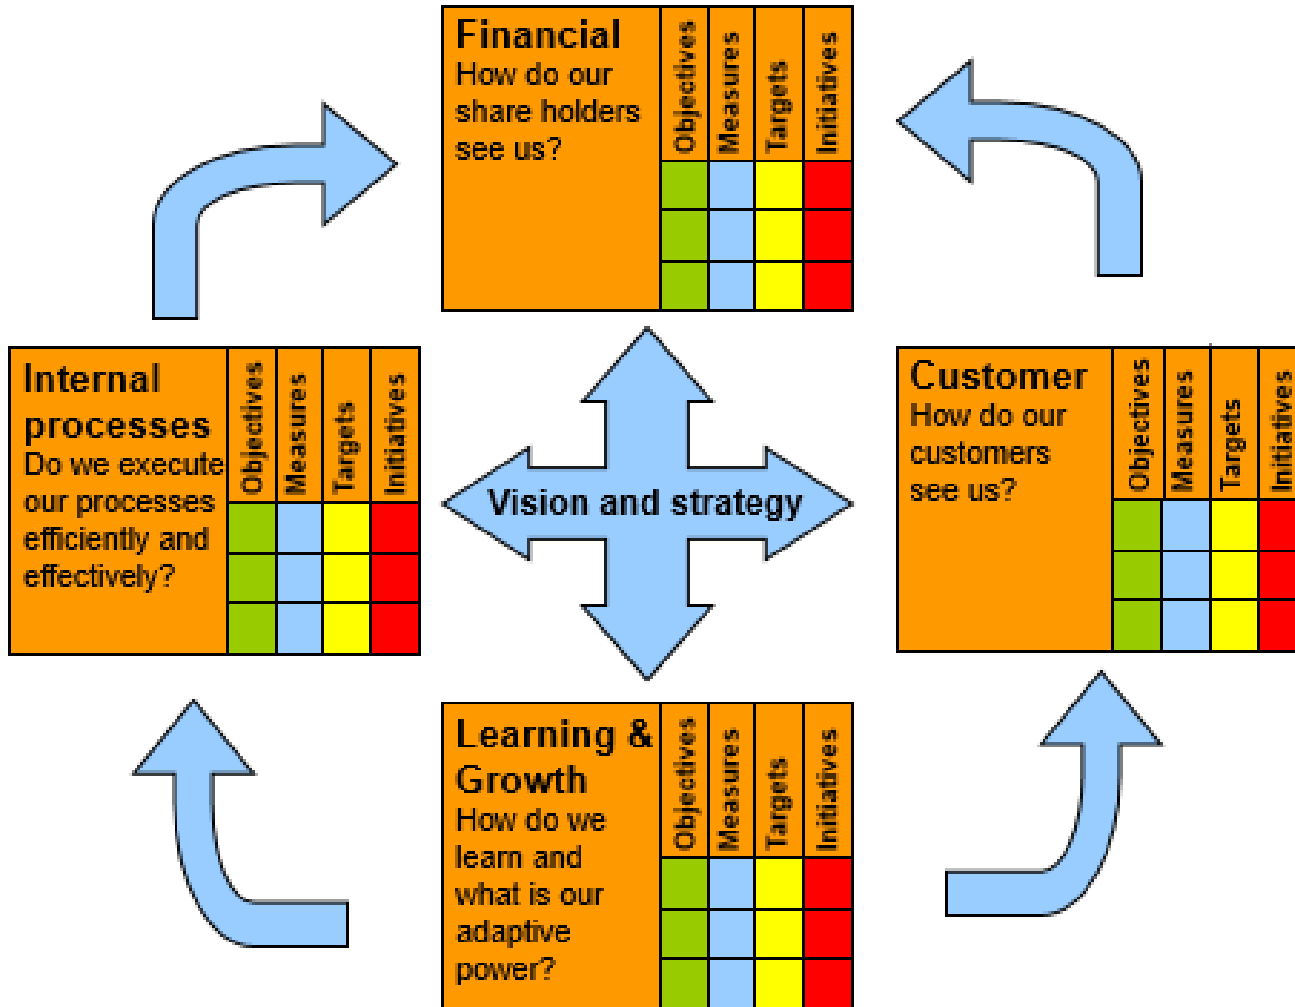 Financial
How do our
share holders
see us?
Objectives
Measures
Targets
Initiatives
Internal
processes
Do we execute
our processes
efficiently and
effectively?
Objectives
Measures
Targets
Initiatives
Vision and strategy
Customer
How do our
customers
see us?
Objectives
Measures
Targets
Initiatives
Learning &
Growth
How do we
learn and
what is our
adaptive
power?
Objectives
Measures
Targets
Initiatives